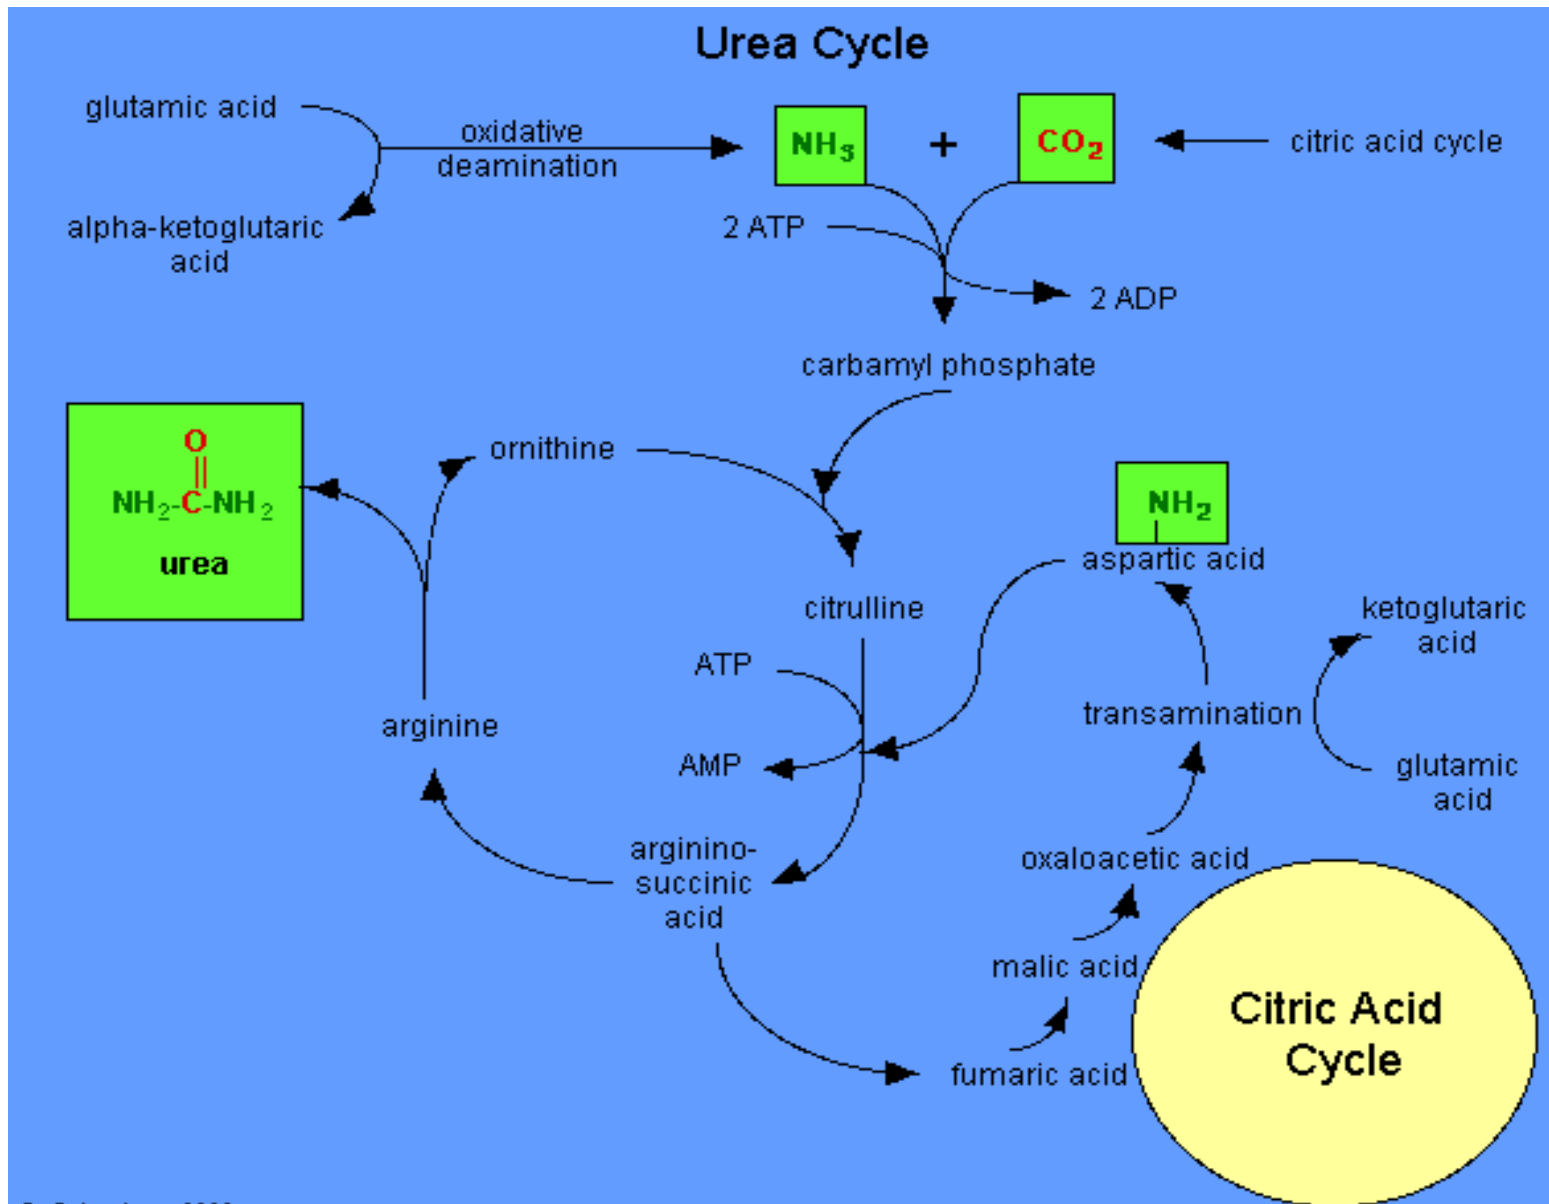 Urea Cycle
glutamic acid
oxidative
deamination
NH3
+
CO2
citric acid cycle
alpha-ketoglutaric
acid
2 ATP
2 ADP
carbamyl phosphate
O
NH2-C-NH2
urea
ornithine
NH2
aspartic acid
citrulline
ketoglutaric
acid
ATP
arginine
transamination
AMP
glutamic
acid
arginino-
succinic
acid
oxaloacetic acid
malic acid
fumaric acid
Citric Acid
Cycle